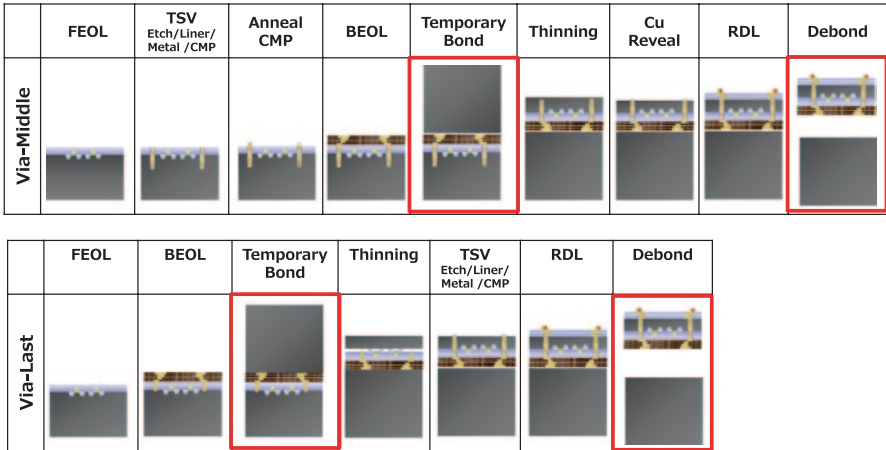 FEOL
TSV
Etch/Liner/
Metal /CMP
Anneal
CMP
BEOL
Temporary
Bond
Thinning
Cu
Reveal
RDL
Debond
Via-Middle
FEOL
BEOL
Temporary
Bond
Thinning
TSV
Etch/Liner/
Metal /CMP
RDL
Debond
Via-Last